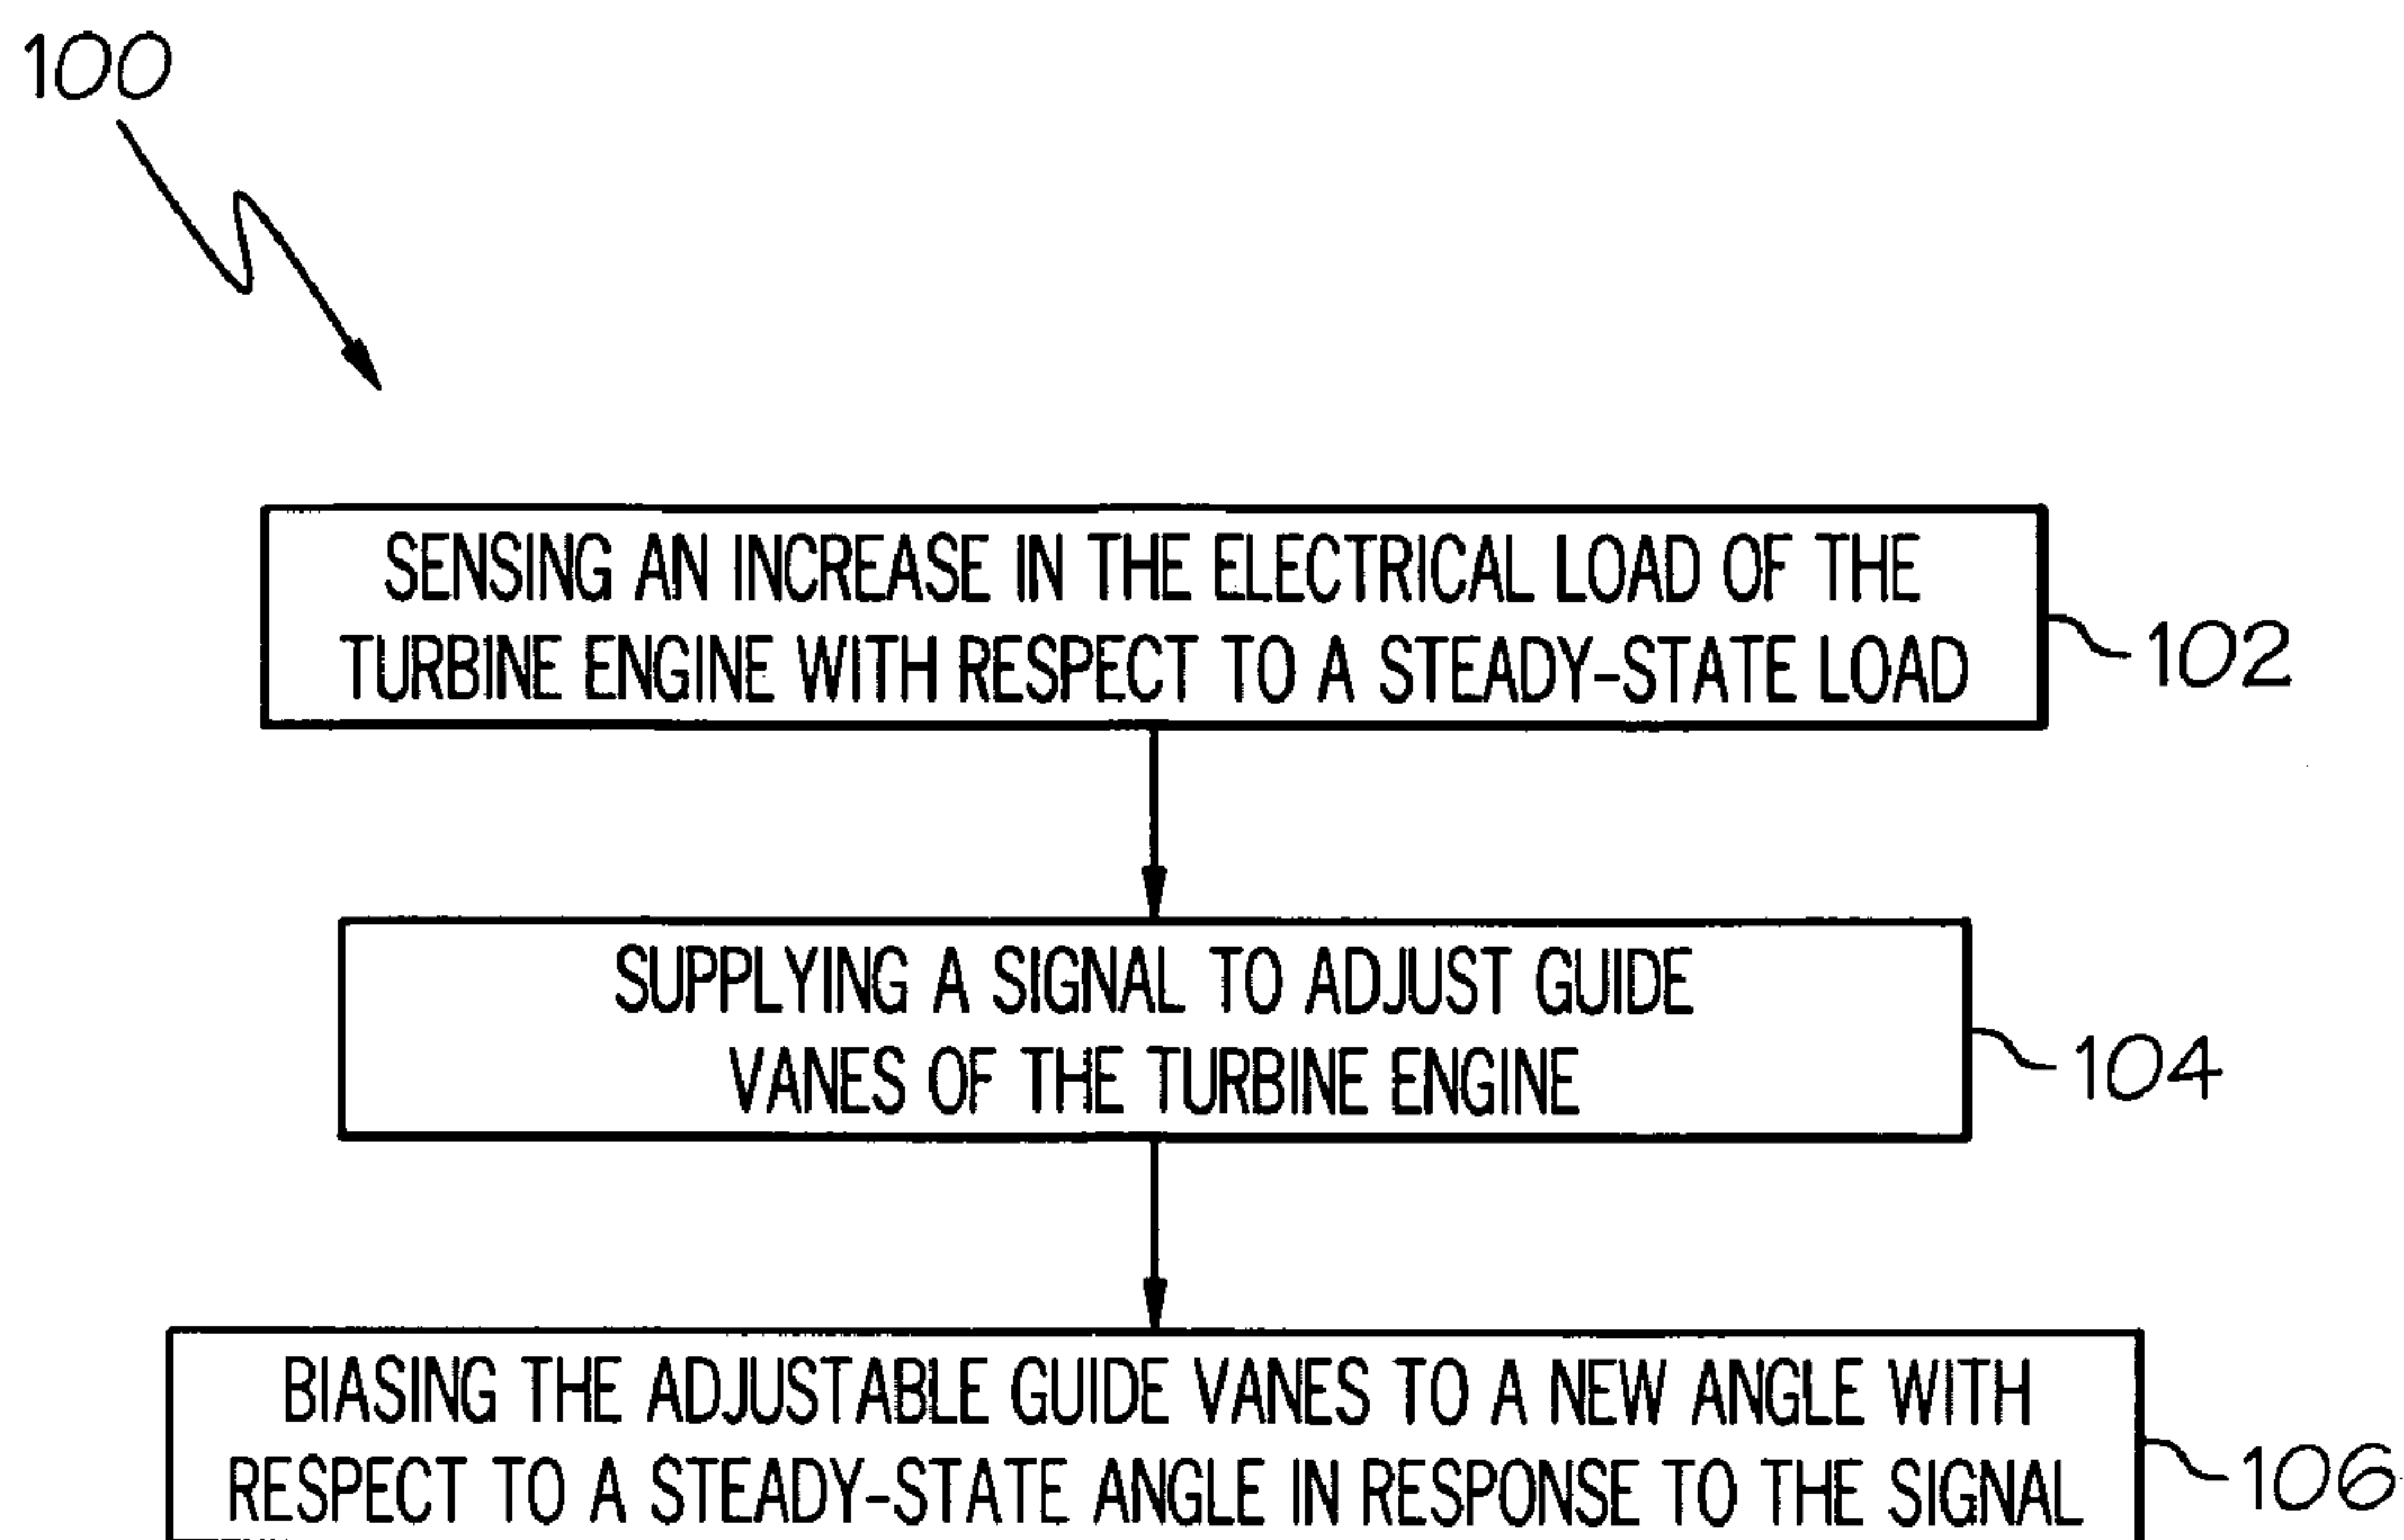 100
SENSING AN INCREASE IN THE ELECTRICAL LOAD OF THE
TURBINE ENGINE WITH RESPECT TO A STEADY-STATE LOAD
102
SUPPLYING A SIGNAL TO ADJUST GUIDE
VANES OF THE TURBINE ENGINE
104
BIASING THE ADJUSTABLE GUIDE VANES TO A NEW ANGLE WITH
RESPECT TO A STEADY-STATE ANGLE IN RESPONSE TO THE SIGNAL
106